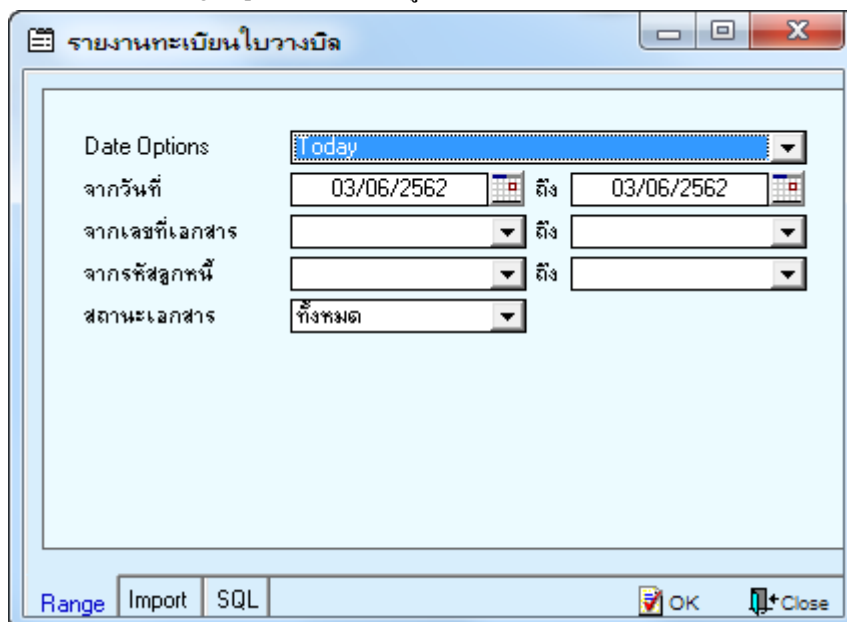 รายงานทะเบียนใบวางบิล
Date Options Today
จากวันที่ 03/06/2562 ถึง 03/06/2562
จากเลขที่เอกสาร ถึง
จากรหัสลูกหนี้ ถึง
สถานะเอกสาร ทั้งหมด
Range Import SQL OK Close